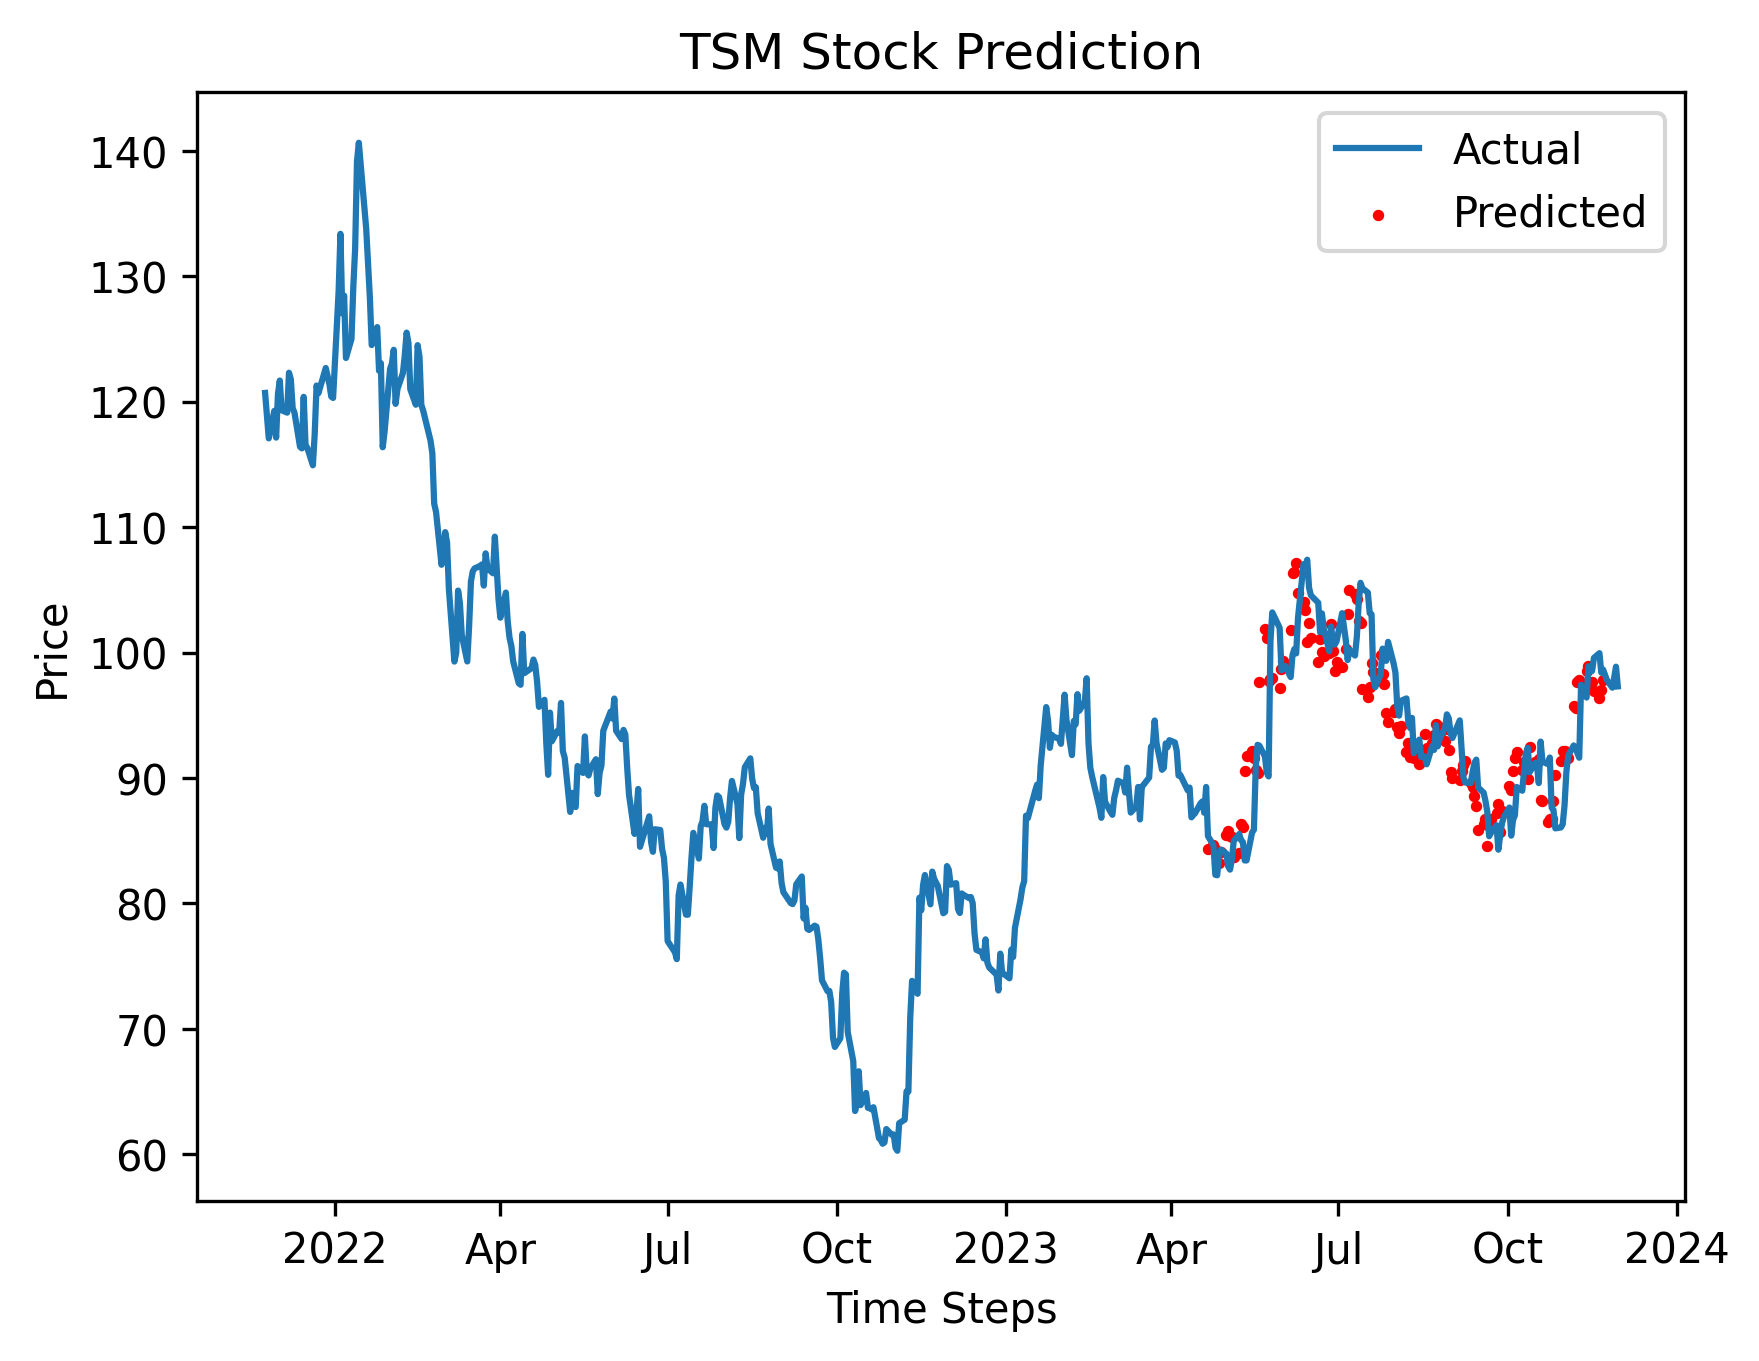 TSM Stock Prediction
Actual
Predicted
140
130
120
110
100
90
80
70
60
Price
2022 Apr Jul Oct 2023 Apr Jul Oct 2024
Time Steps